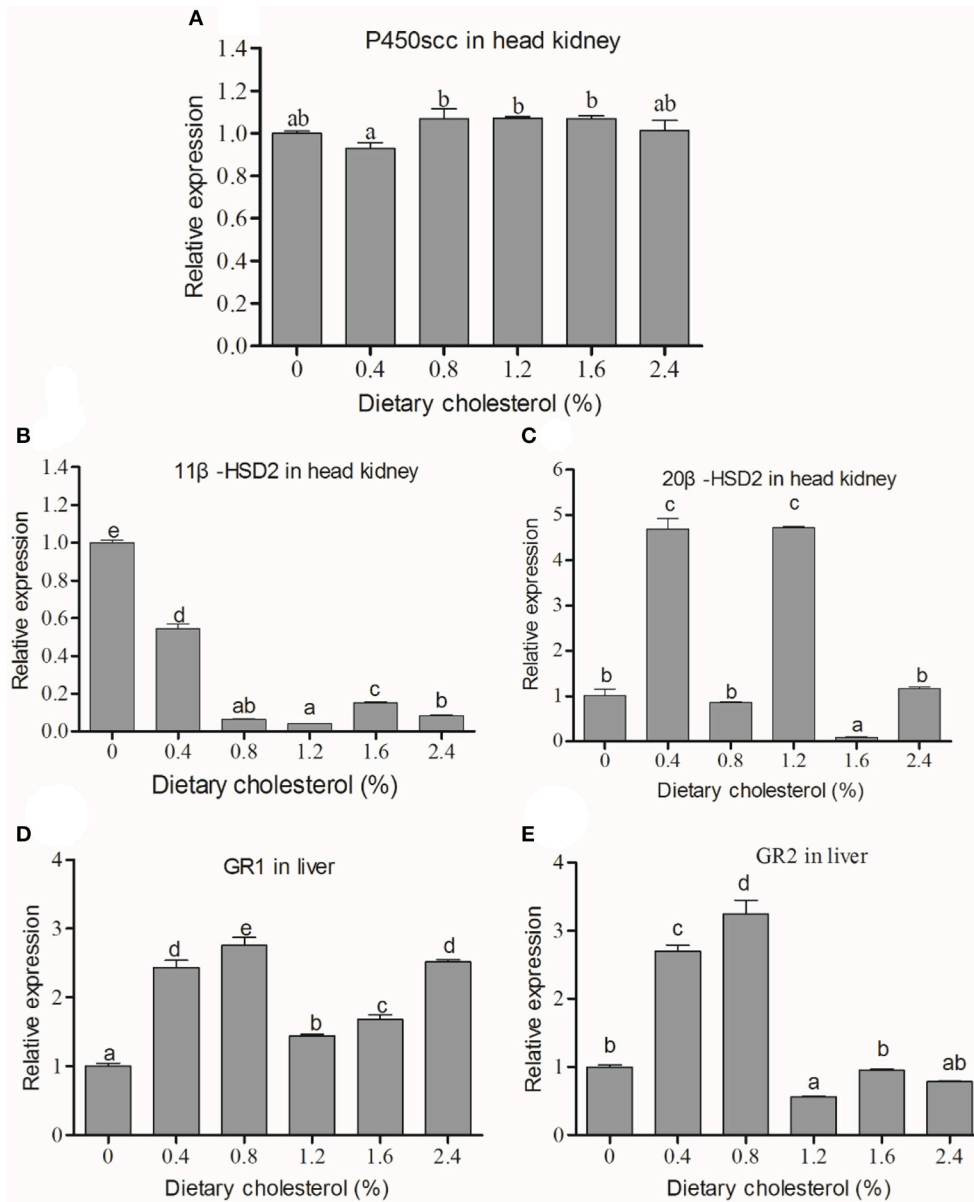 A
P450scc in head kidney
Relative expression
1.4
1.2
1.0
0.8
0.6
0.4
0.2
0.0
ab a b b b ab
0 0.4 0.8 1.2 1.6 2.4
Dietary cholesterol (%)
B
11β -HSD2 in head kidney
Relative expression
1.4
1.2
1.0
0.8
0.6
0.4
0.2
0.0
e d ab a c b
0 0.4 0.8 1.2 1.6 2.4
Dietary cholesterol (%)
C
20β -HSD2 in head kidney
Relative expression
6
5
4
3
2
1
0
b c b c a b
0 0.4 0.8 1.2 1.6 2.4
Dietary cholesterol (%)
D
GR1 in liver
Relative expression
4
3
2
1
0
a d e b c d
0 0.4 0.8 1.2 1.6 2.4
Dietary cholesterol (%)
E
GR2 in liver
Relative expression
4
3
2
1
0
b c d a b ab
0 0.4 0.8 1.2 1.6 2.4
Dietary cholesterol (%)